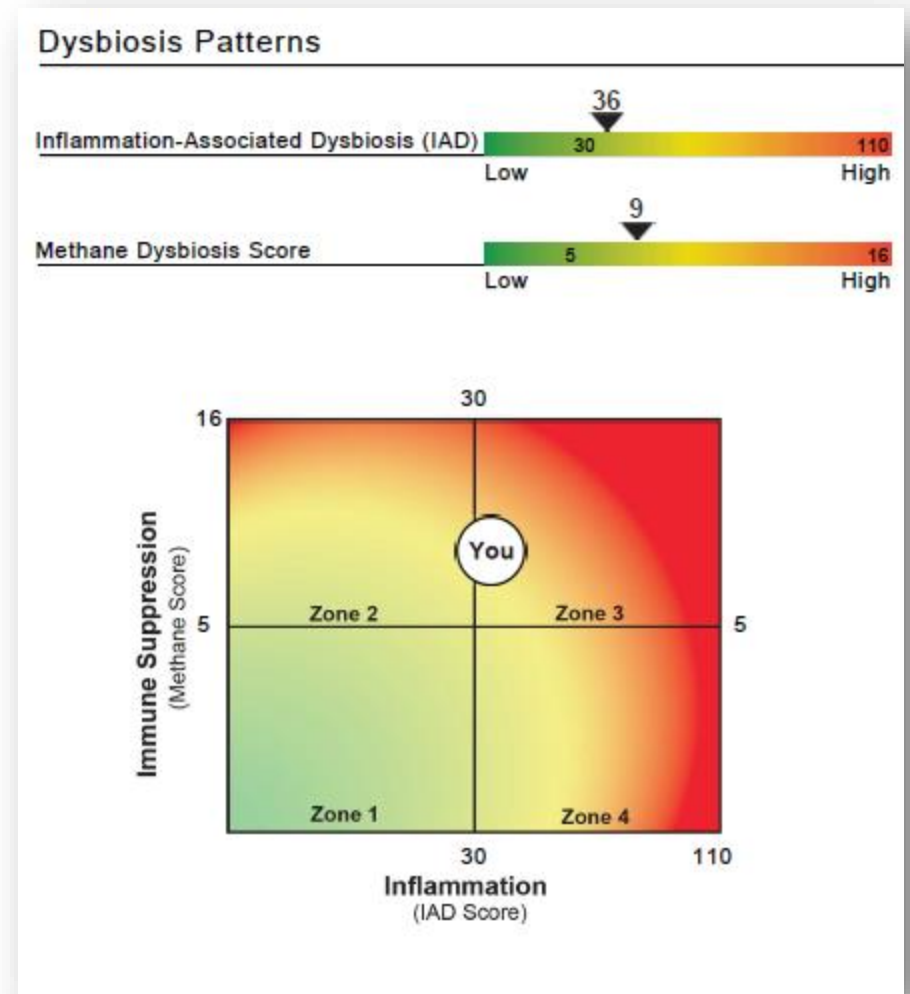 Dysbiosis Patterns
36
Inflammation-Associated Dysbiosis (IAD)
30 110
Low High
9
Methane Dysbiosis Score
5 16
Low High
30
16
You
Immune Suppression
(Methane Score)
Zone 2 Zone 3
5 5
Zone 1 Zone 4
30 110
Inflammation
(IAD Score)